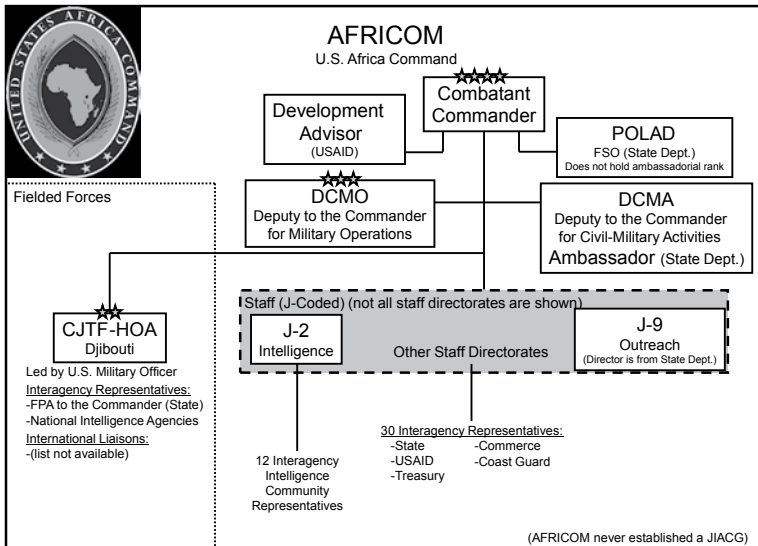 UNITED STATES AFRICA COMMAND
AFRICOM
U.S. Africa Command
Combatant
Commander
Development
Advisor
(USAID)
POLAD
FSO (State Dept.)
Does not hold ambassadorial rank
Fielded Forces
DCMO
Deputy to the Commander
for Military Operations
DCMA
Deputy to the Commander
for Civil-Military Activities
Ambassador (State Dept.)
CJTF-HOA
Djibouti
Led by U.S. Military Officer
Interagency Representatives:
-FPA to the Commander (State)
-National Intelligence Agencies
International Liaisons:
-(list not available)
Staff (J-Coded) (not all staff directorates are shown)
J-2
Intelligence
Other Staff Directorates
J-9
Outreach
(Director is from State Dept.)
12 Interagency
Intelligence
Community
Representatives
30 Interagency Representatives:
-State -Commerce
-USAID -Coast Guard
-Treasury
(AFRICOM never established a JIACG)